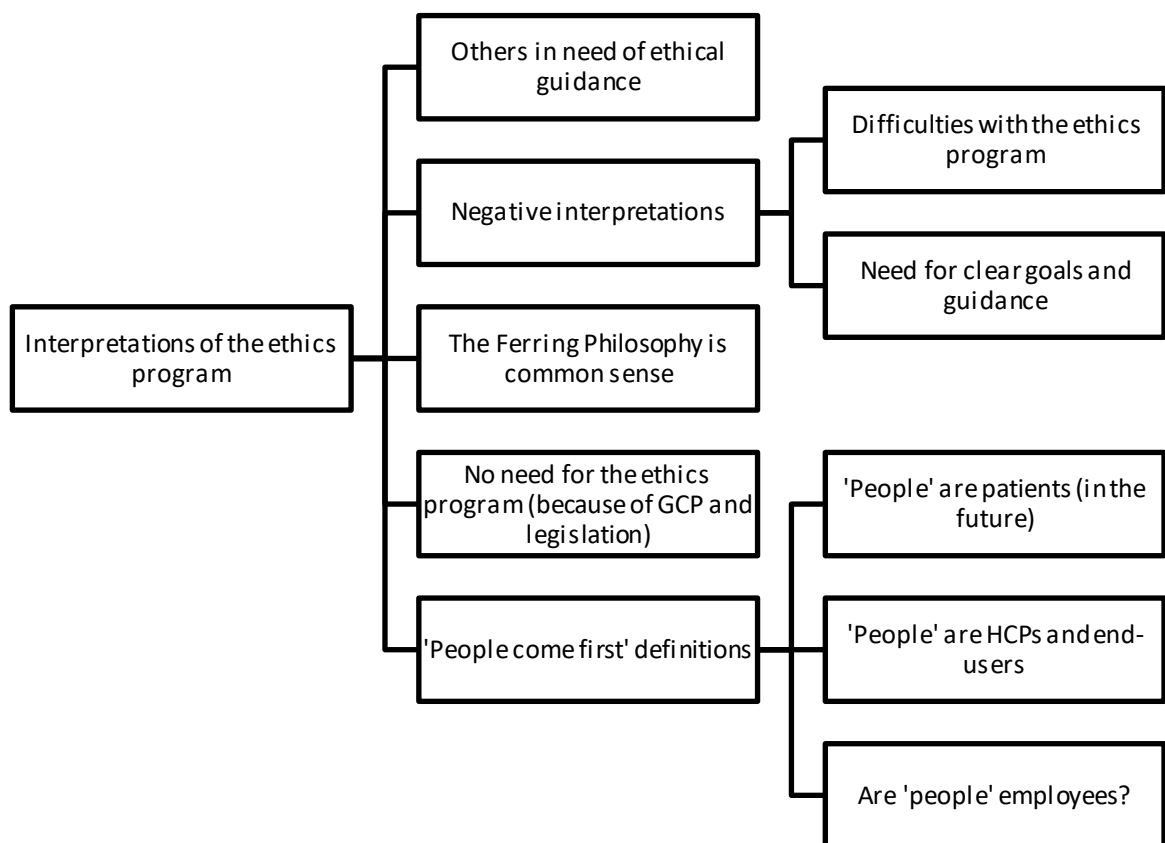 Others in need of ethical
guidance
Difficulties with the ethics
program
Negative interpretations
Need for clear goals and
guidance
Interpretations of the ethics
program
The Ferring Philosophy is
common sense
No need for the ethics
program (because of GCP and
legislation)
'People' are patients (in the
future)
'People come first' definitions
'People' are HCPs and end-
users
Are 'people' employees?